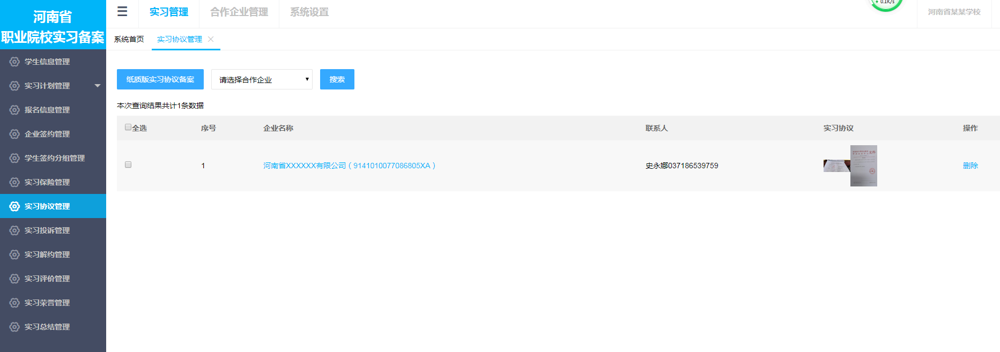 河南省
职业院校实习备案
实习管理
合作企业管理
系统设置
0.1K/s
河南省某某学校
系统首页
实习协议管理
学生信息管理
实习计划管理
报名信息管理
企业签约管理
学生签约分组管理
实习保险管理
实习协议管理
实习投诉管理
实习解约管理
实习评价管理
实习荣誉管理
实习总结管理
纸质版实习协议备案
请选择合作企业
搜索
本次查询结果共计1条数据
全选 序号 企业名称 联系人 实习协议 操作
1 河南省XXXXXX有限公司（9141010077086805XA） 史永娜037186539759 删除